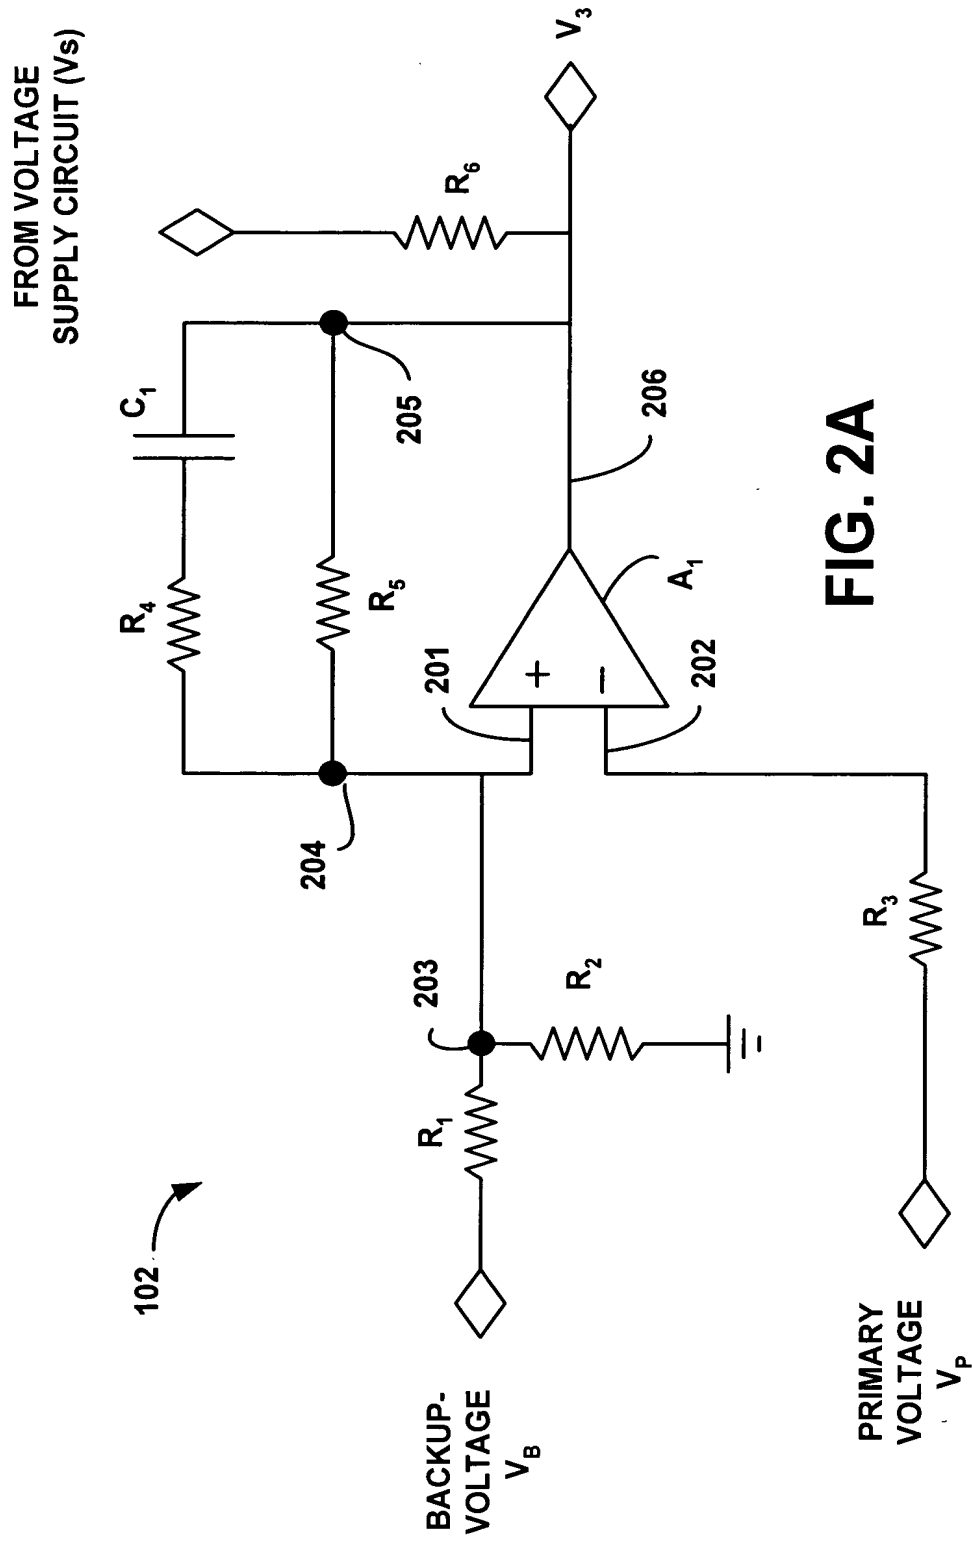 FROM VOLTAGE
SUPPLY CIRCUIT (Vs)
C1
R4
R5
R6
V3
204
205
201
206
+
−
202
A1
203
R1
R2
R3
102
BACKUP-
VOLTAGE
VB
PRIMARY
VOLTAGE
VP
FIG. 2A